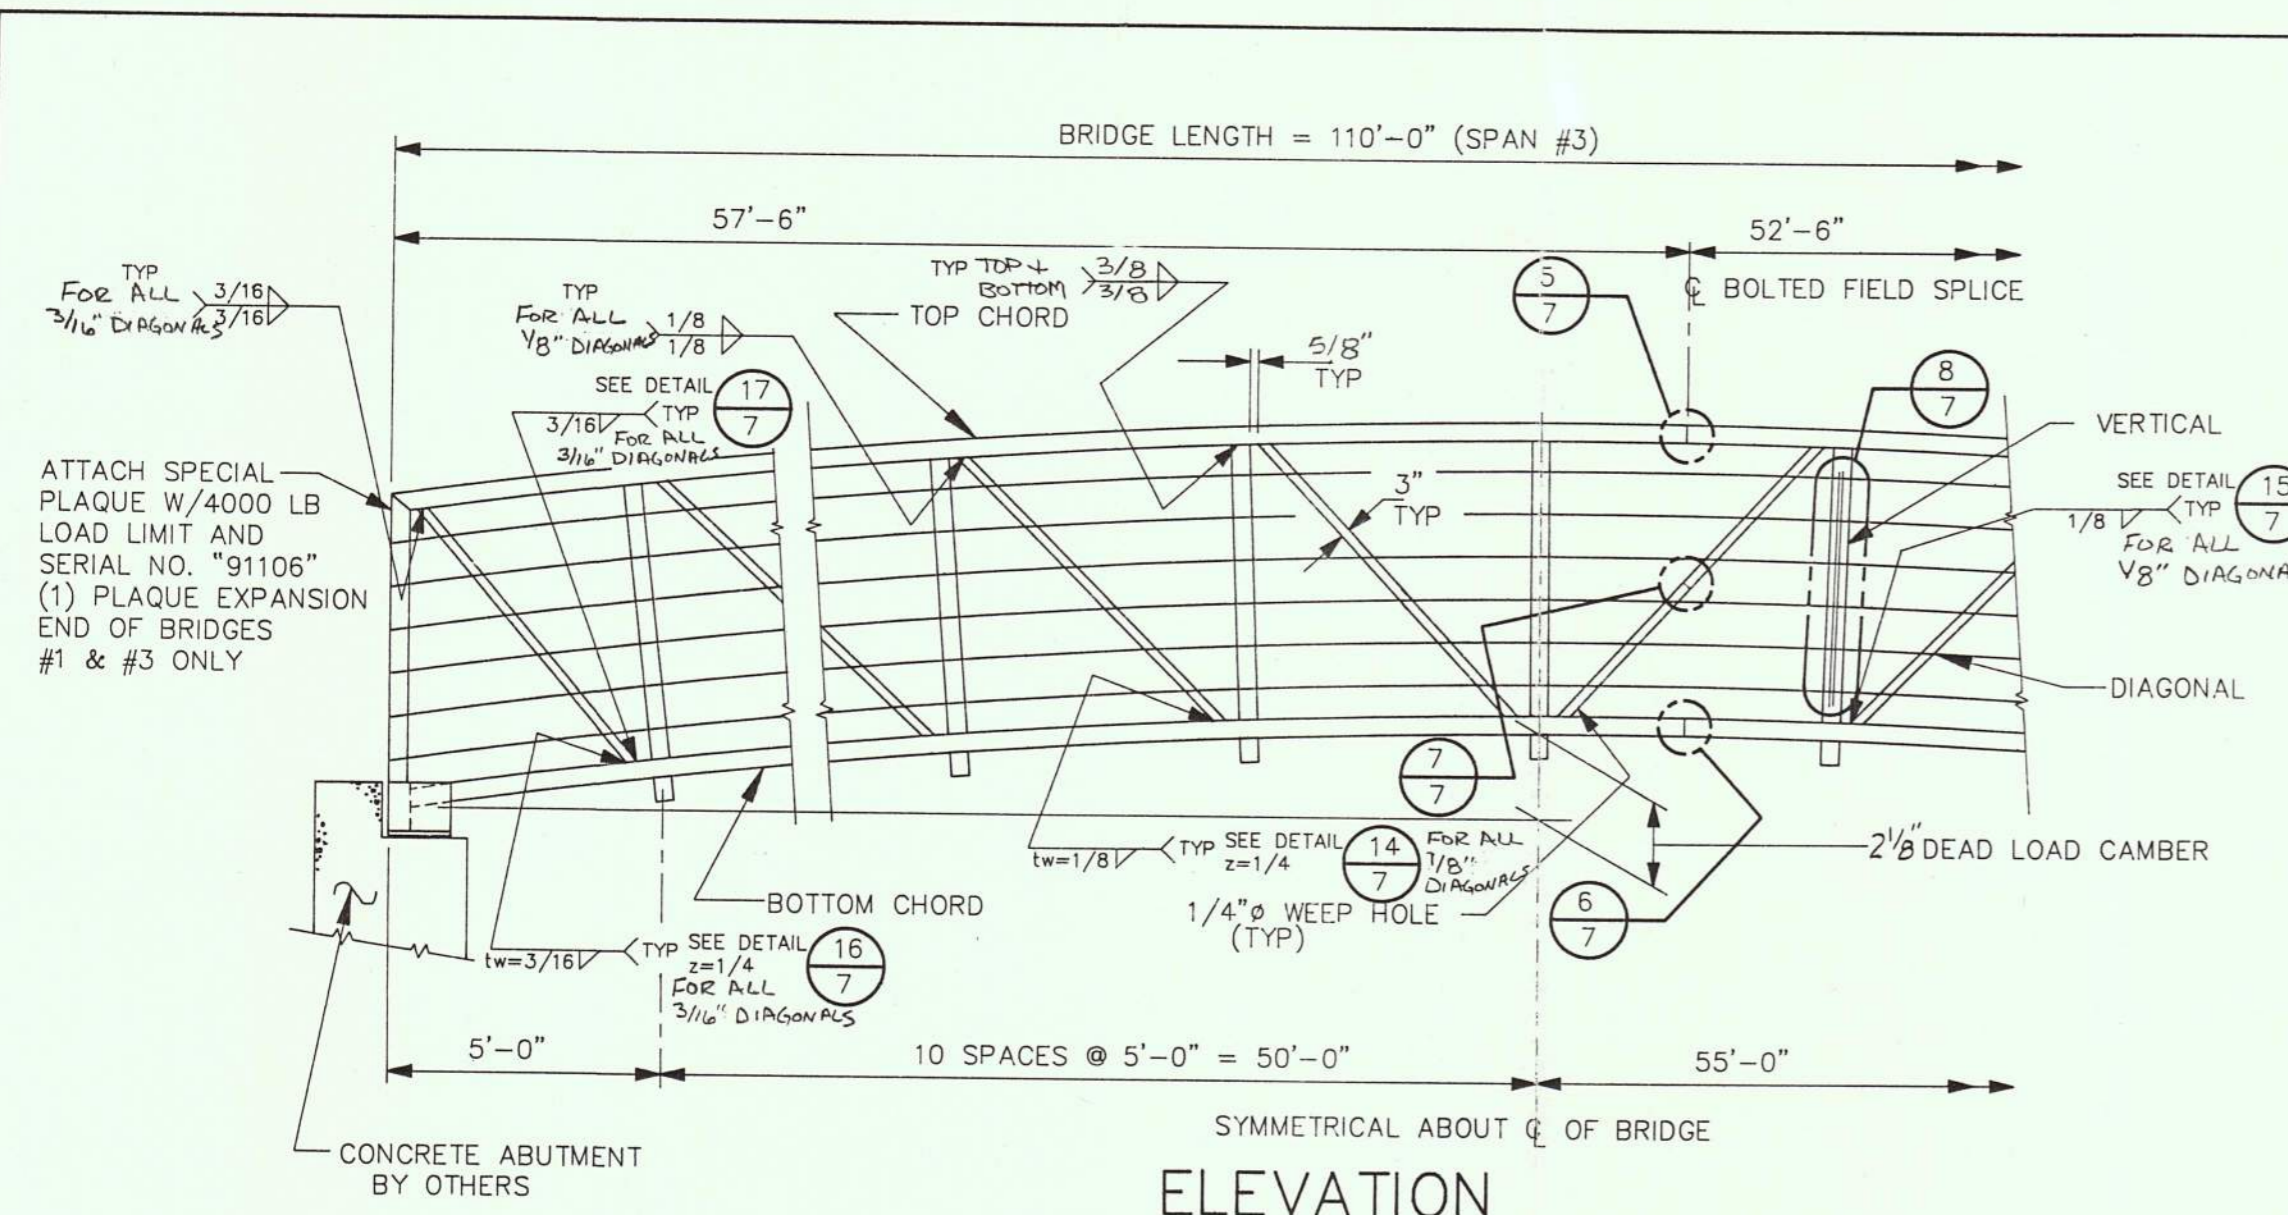 BRIDGE LENGTH = 110'-0" (SPAN #3)
57'-6"
52'-6"
℄ BOLTED FIELD SPLICE
TYP
FOR ALL
3/16" DIAGONALS
3/16
3/16
TYP
FOR ALL
1/8" DIAGONALS
1/8
1/8
TYP TOP +
BOTTOM
3/8
3/8
TOP CHORD
5
7
5/8"
TYP
8
7
VERTICAL
SEE DETAIL
17
7
3/16
TYP
FOR ALL
3/16" DIAGONALS
ATTACH SPECIAL
PLAQUE W/4000 LB
LOAD LIMIT AND
SERIAL NO. "91106"
(1) PLAQUE EXPANSION
END OF BRIDGES
#1 & #3 ONLY
3"
TYP
SEE DETAIL
15
7
1/8
TYP
FOR ALL
1/8" DIAGONA
DIAGONAL
7
7
2 1/8" DEAD LOAD CAMBER
tw=1/8
TYP
SEE DETAIL
z=1/4
14
7
FOR ALL
1/8"
DIAGONALS
1/4"ø WEEP HOLE
(TYP)
6
7
BOTTOM CHORD
tw=3/16
TYP
SEE DETAIL
z=1/4
16
7
FOR ALL
3/16" DIAGONALS
5'-0"
10 SPACES @ 5'-0" = 50'-0"
55'-0"
SYMMETRICAL ABOUT ℄ OF BRIDGE
CONCRETE ABUTMENT
BY OTHERS
ELEVATION